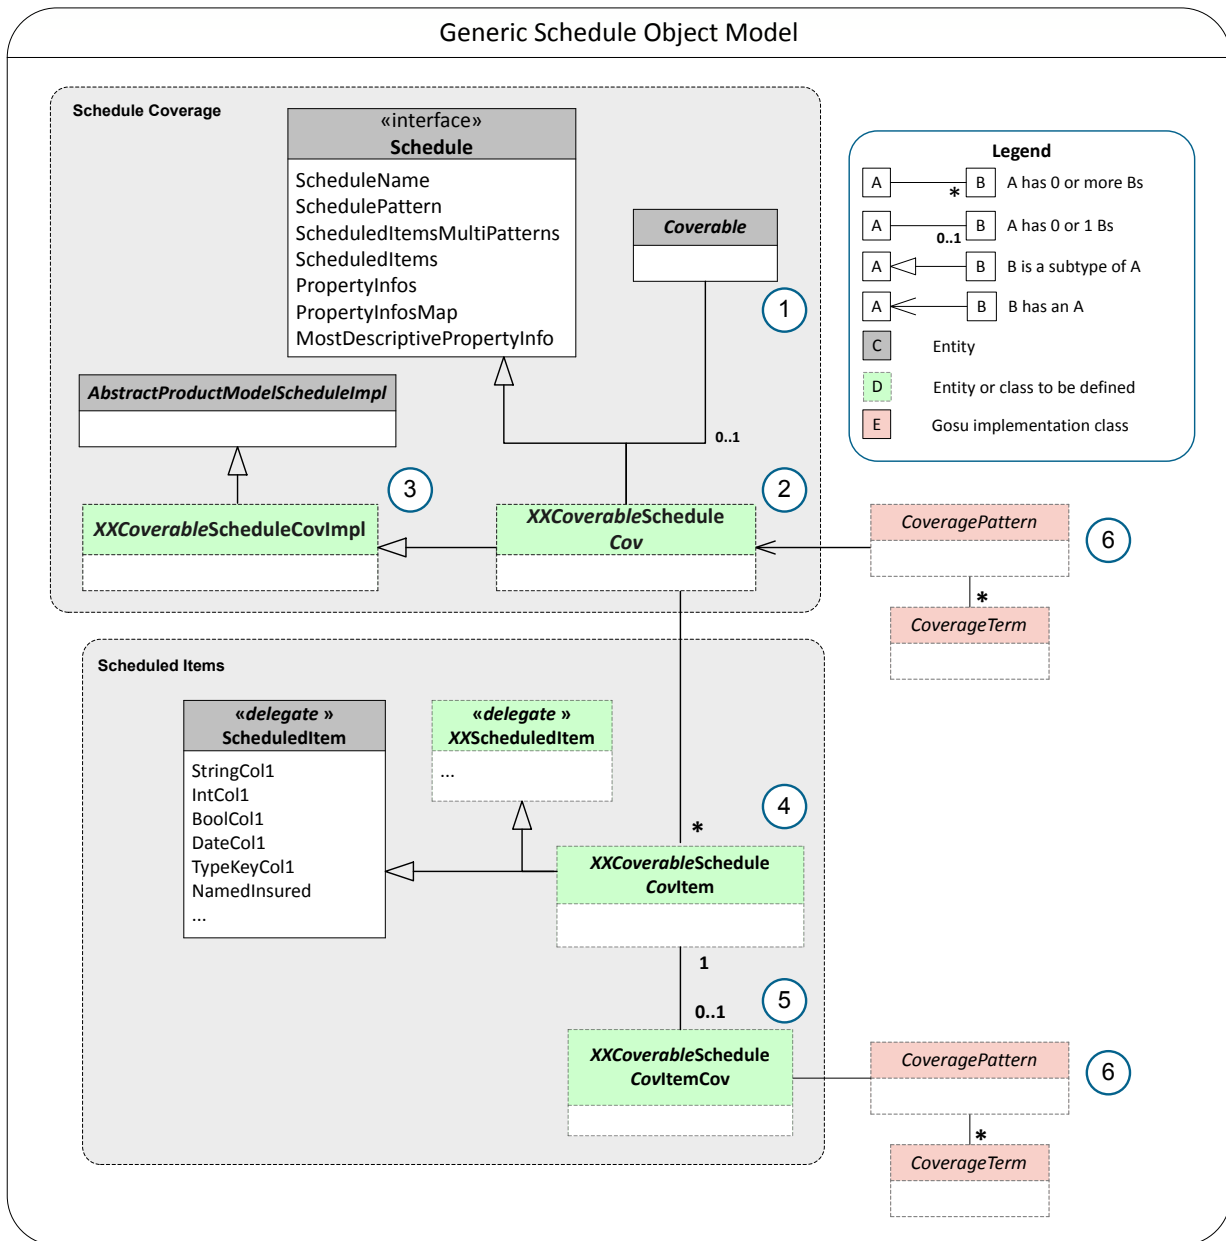 Generic Schedule Object Model
Schedule Coverage
«interface»
Schedule
ScheduleName
SchedulePattern
ScheduledItemsMultiPatterns
ScheduledItems
PropertyInfos
PropertyInfosMap
MostDescriptivePropertyInfo
Coverable
1
0..1
AbstractProductModelScheduleImpl
3
XXCoverableScheduleCovImpl
2
XXCoverableSchedule
Cov
Legend
A
*
B
A has 0 or more Bs
A
0..1
B
A has 0 or 1 Bs
A
B
B is a subtype of A
A
B
B has an A
C
Entity
D
Entity or class to be defined
E
Gosu implementation class
CoveragePattern
6
*
CoverageTerm
Scheduled Items
«delegate »
ScheduledItem
StringCol1
IntCol1
BoolCol1
DateCol1
TypeKeyCol1
NamedInsured
...
«delegate »
XXScheduledItem
...
4
*
XXCoverableSchedule
CovItem
1
0..1
5
XXCoverableSchedule
CovItemCov
CoveragePattern
6
*
CoverageTerm